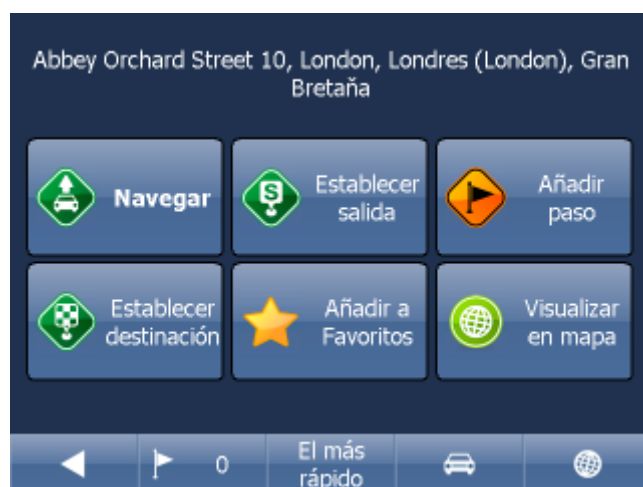 Abbey Orchard Street 10, London, Londres (London), Gran
Bretaňa
Navegar
Establecer
salida
Añadir
paso
Establecer
destinación
Añadir a
Favoritos
Visualizar
en mapa
0
El más
rápido